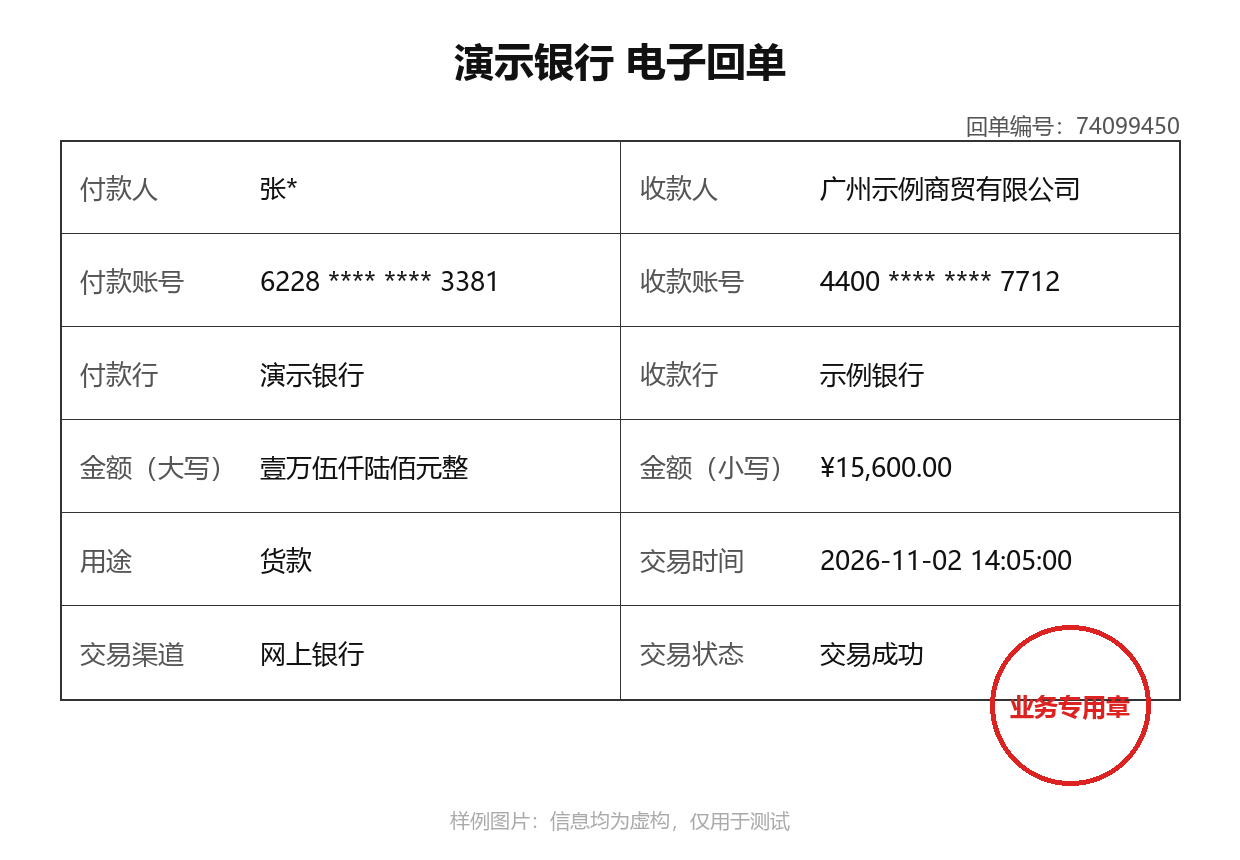 演示银行 电子回单
回单编号：74099450
付款人 张* 收款人 广州示例商贸有限公司
付款账号 6228 **** **** 3381 收款账号 4400 **** **** 7712
付款行 演示银行 收款行 示例银行
金额（大写） 壹万伍仟陆佰元整 金额（小写） ¥15,600.00
用途 货款 交易时间 2026-11-02 14:05:00
交易渠道 网上银行 交易状态 交易成功
业务专用章
样例图片：信息均为虚构，仅用于测试